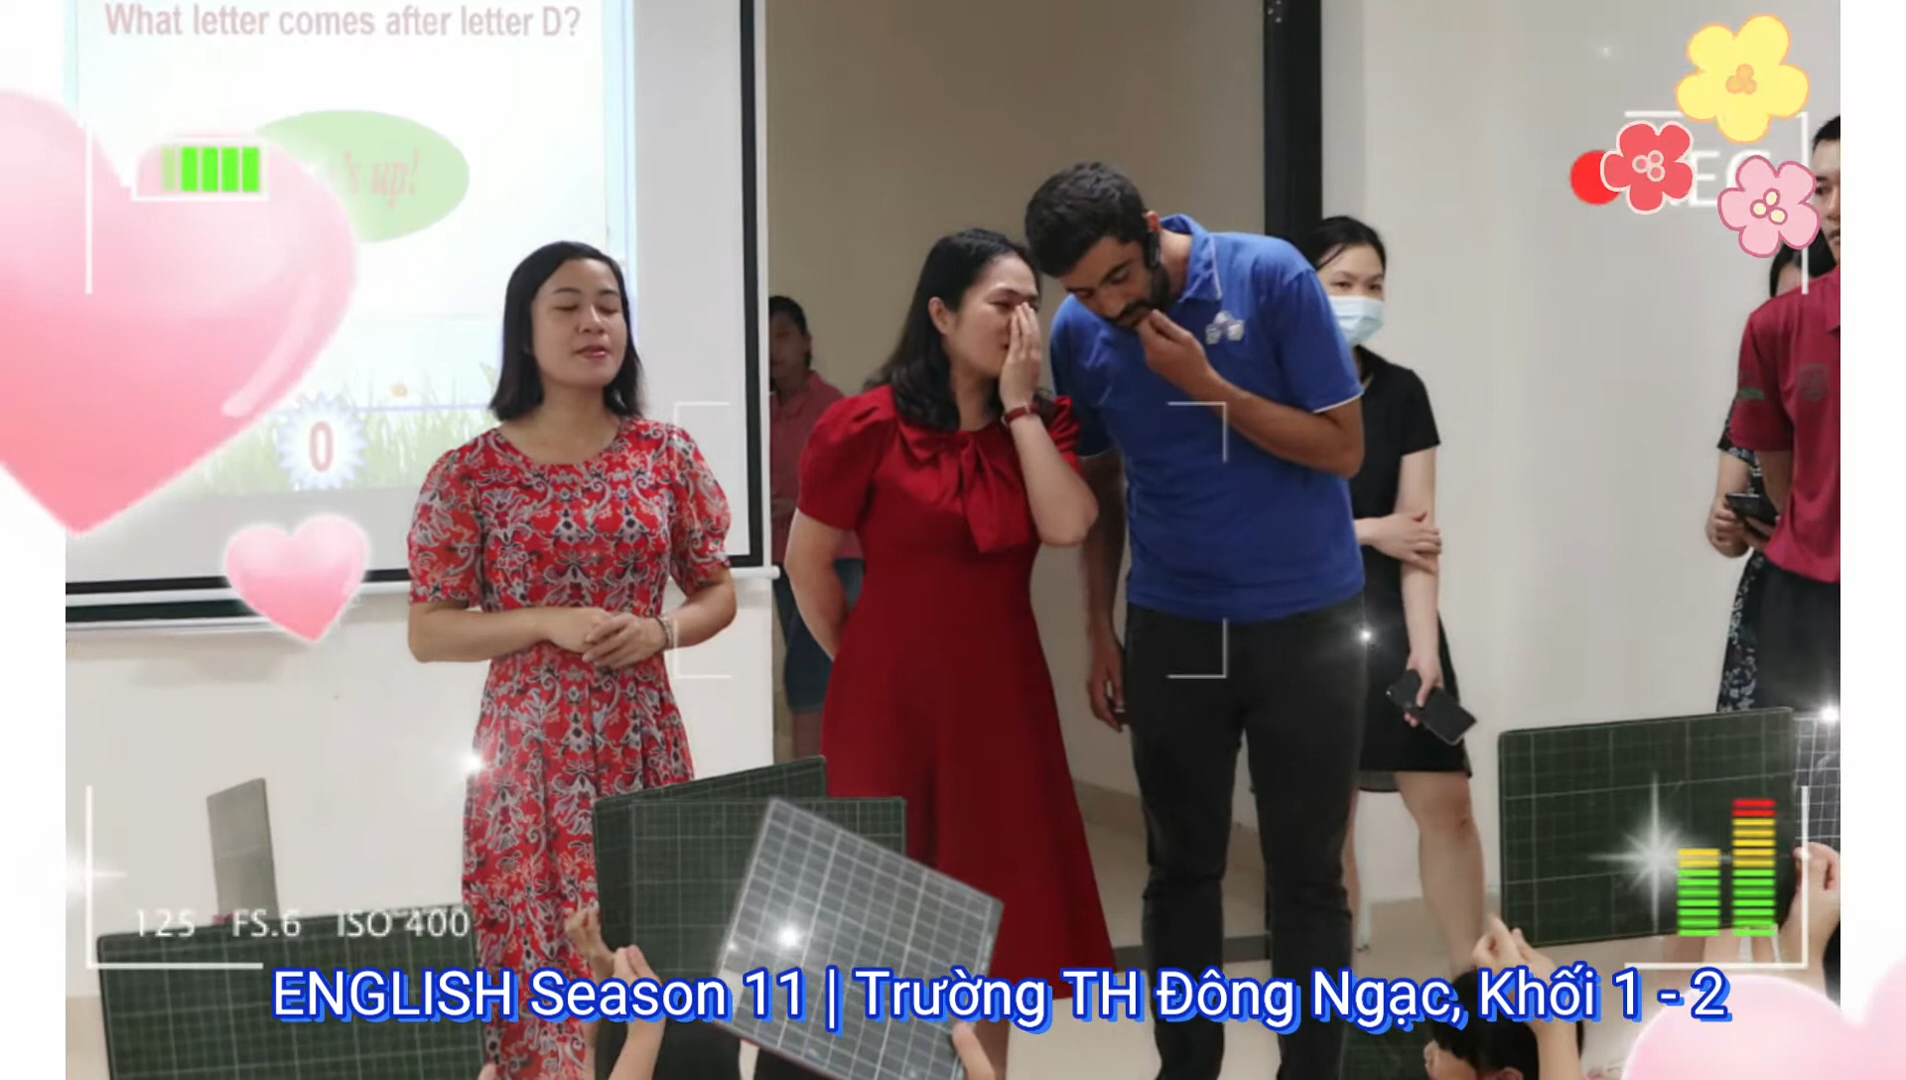 What letter comes after letter D?
's up!
0
125 FS.6 ISO 400
ENGLISH Season 11 | Trường TH Đông Ngạc, Khối 1 - 2